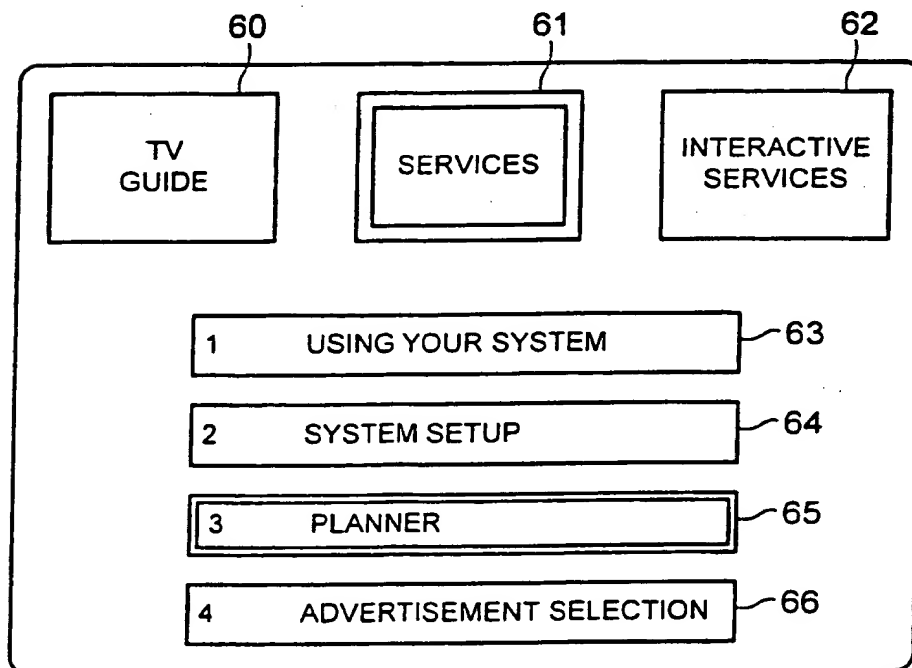 60 61 62
TV
GUIDE
SERVICES
INTERACTIVE
SERVICES
1 USING YOUR SYSTEM 63
2 SYSTEM SETUP 64
3 PLANNER 65
4 ADVERTISEMENT SELECTION 66